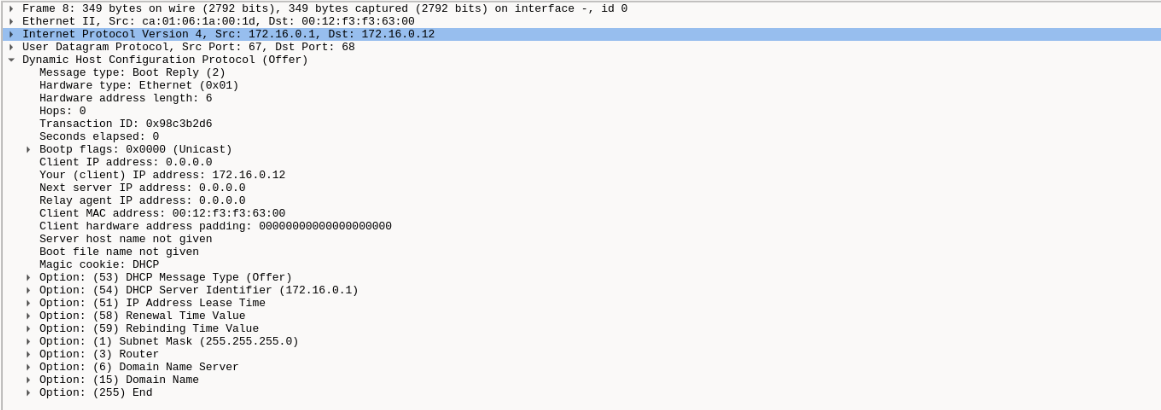 Frame 8: 349 bytes on wire (2792 bits), 349 bytes captured (2792 bits) on interface -, id 0
Ethernet II, Src: ca:01:06:1a:00:1d, Dst: 00:12:f3:f3:63:00
Internet Protocol Version 4, Src: 172.16.0.1, Dst: 172.16.0.12
User Datagram Protocol, Src Port: 67, Dst Port: 68
Dynamic Host Configuration Protocol (Offer)
Message type: Boot Reply (2)
Hardware type: Ethernet (0x01)
Hardware address length: 6
Hops: 0
Transaction ID: 0x98c3b2d6
Seconds elapsed: 0
Bootp flags: 0x0000 (Unicast)
Client IP address: 0.0.0.0
Your (client) IP address: 172.16.0.12
Next server IP address: 0.0.0.0
Relay agent IP address: 0.0.0.0
Client MAC address: 00:12:f3:f3:63:00
Client hardware address padding: 00000000000000000000
Server host name not given
Boot file name not given
Magic cookie: DHCP
Option: (53) DHCP Message Type (Offer)
Option: (54) DHCP Server Identifier (172.16.0.1)
Option: (51) IP Address Lease Time
Option: (58) Renewal Time Value
Option: (59) Rebinding Time Value
Option: (1) Subnet Mask (255.255.255.0)
Option: (3) Router
Option: (6) Domain Name Server
Option: (15) Domain Name
Option: (255) End